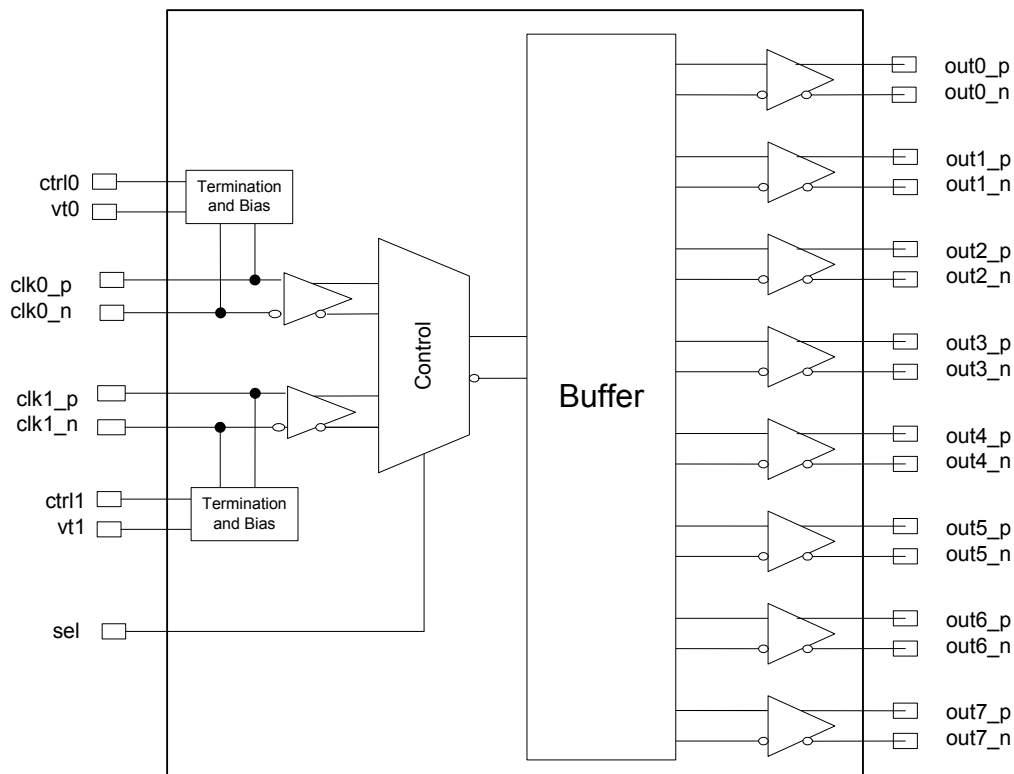 ctrl0
vt0
Termination
and Bias
clk0_p
clk0_n
clk1_p
clk1_n
ctrl1
vt1
Termination
and Bias
sel
Control
Buffer
out0_p
out0_n
out1_p
out1_n
out2_p
out2_n
out3_p
out3_n
out4_p
out4_n
out5_p
out5_n
out6_p
out6_n
out7_p
out7_n